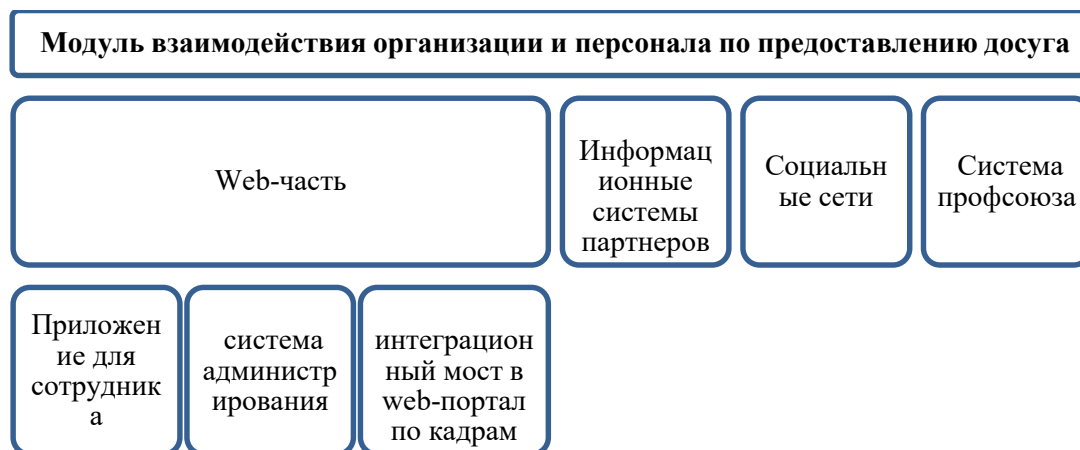 Модуль взаимодействия организации и персонала по предоставлению досуга
Web-часть
Информац
ионные
системы
партнеров
Социальн
ые сети
Система
профсоюза
Приложен
ие для
сотрудник
а
система
администр
ирования
интеграцион
ный мост в
web-портал
по кадрам